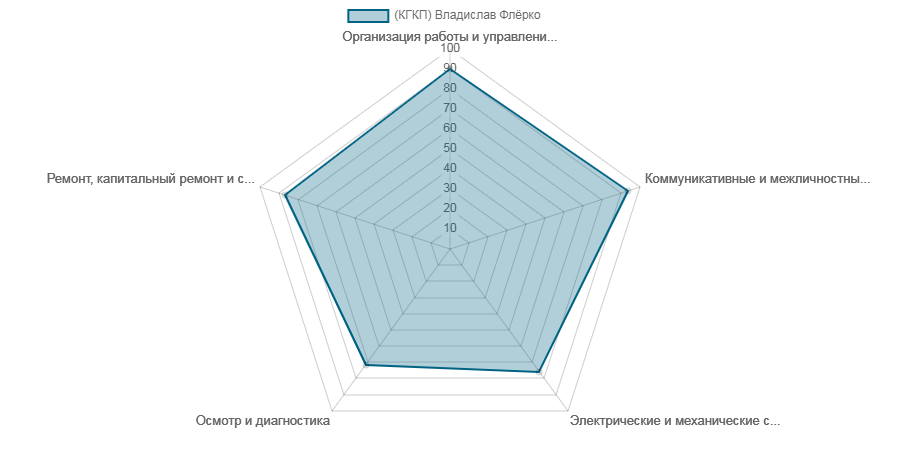 (КГКП) Владислав Флёрко
Организация работы и управлени...
100
90
80
70
60
50
40
30
20
10
Ремонт, капитальный ремонт и с...
Коммуникативные и межличностны...
Осмотр и диагностика
Электрические и механические с...